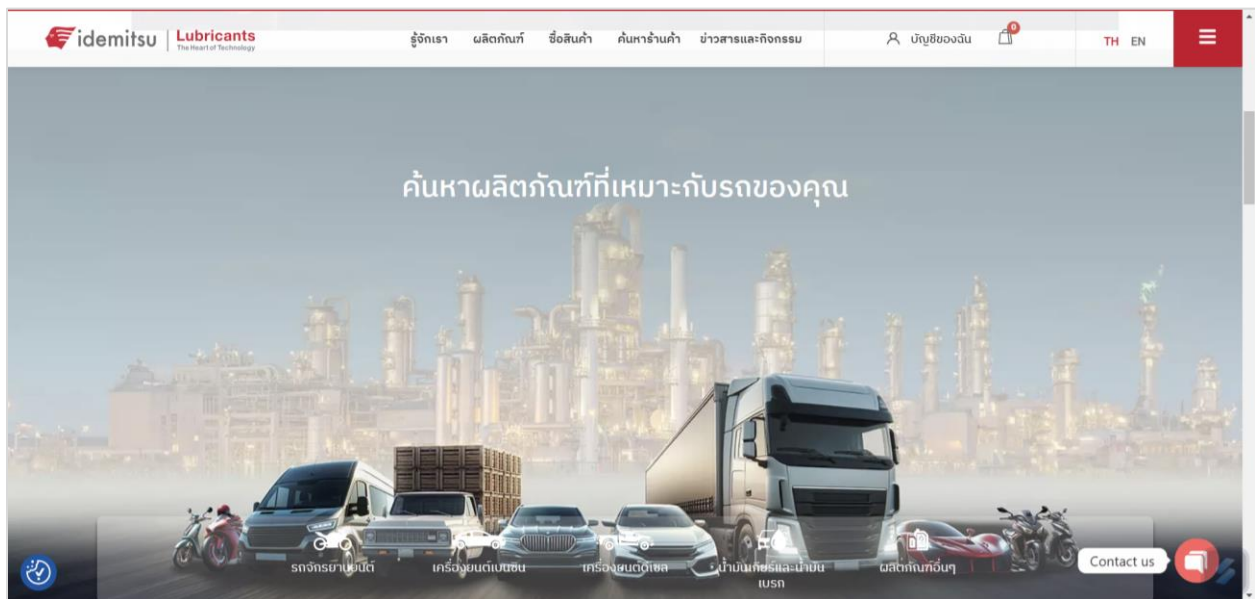 idemitsu
Lubricants
The Heart of Technology
รู้จักเรา ผลิตภัณฑ์ ซื้อสินค้า ค้นหาร้านค้า ข่าวสารและกิจกรรม
บัญชีของฉัน
0
TH EN
ค้นหาผลิตภัณฑ์ที่เหมาะกับรถของคุณ
รถจักรยานยนต์
เครื่องยนต์เบนซิน
เครื่องยนต์ดีเซล
น้ำมันเกียร์และน้ำมัน
เบรก
ผลิตภัณฑ์อื่นๆ
Contact us